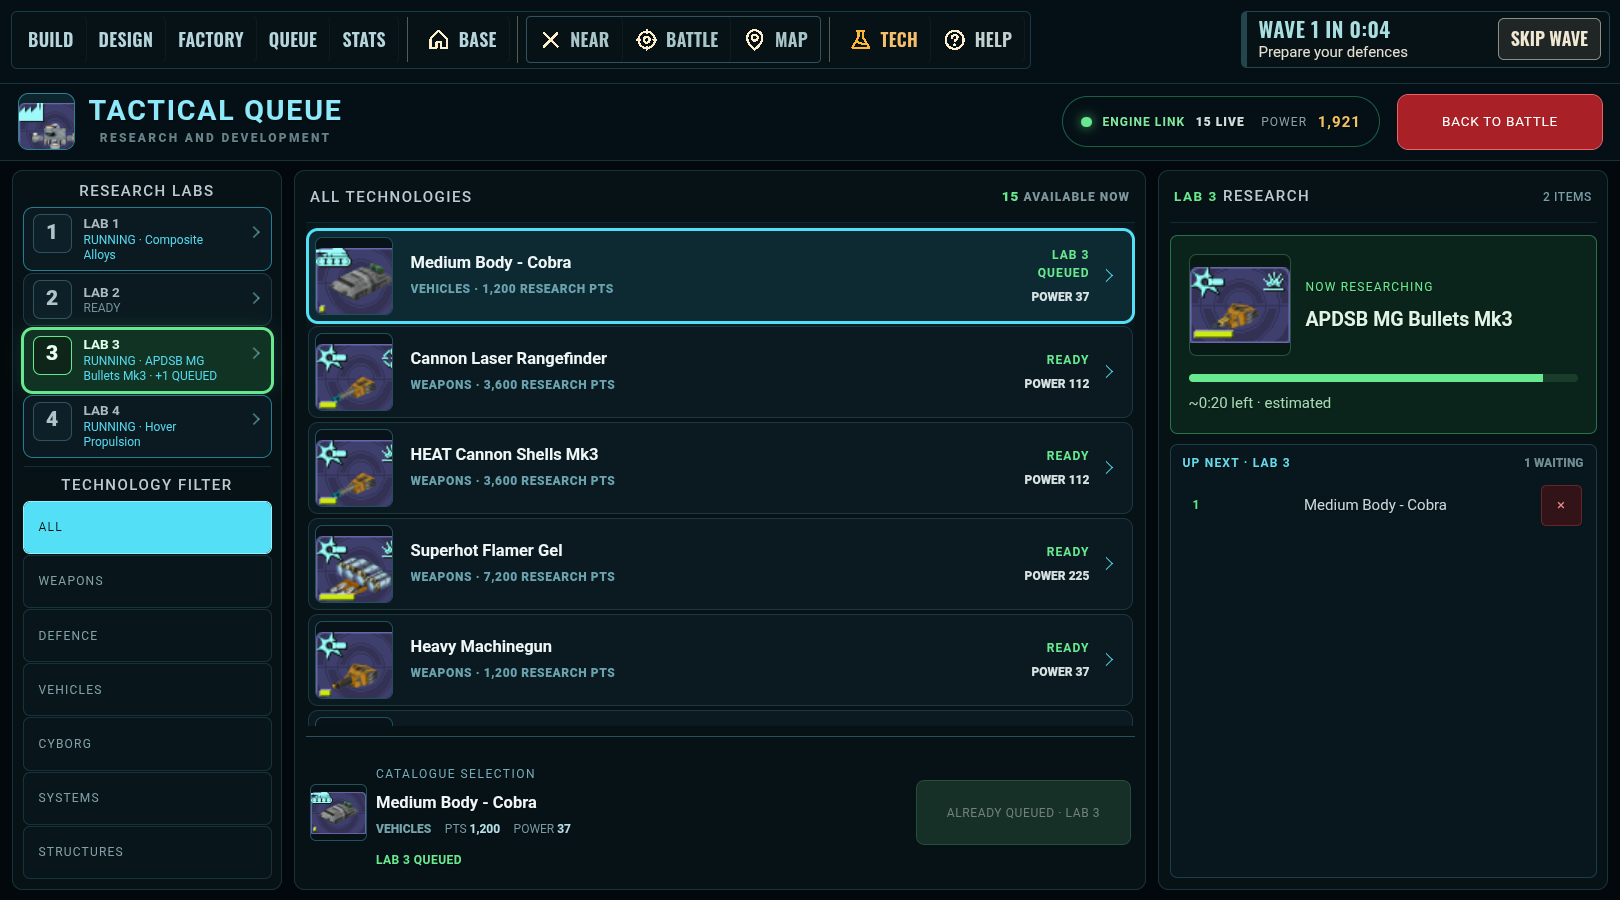 BUILD DESIGN FACTORY QUEUE STATS BASE NEAR BATTLE MAP TECH HELP
WAVE 1 IN 0:04
Prepare your defences
SKIP WAVE
TACTICAL QUEUE
RESEARCH AND DEVELOPMENT
ENGINE LINK 15 LIVE POWER 1,921
BACK TO BATTLE
RESEARCH LABS
1
LAB 1
RUNNING · Composite
Alloys
2
LAB 2
READY
3
LAB 3
RUNNING · APDSB MG
Bullets Mk3 · +1 QUEUED
4
LAB 4
RUNNING · Hover
Propulsion
TECHNOLOGY FILTER
ALL
WEAPONS
DEFENCE
VEHICLES
CYBORG
SYSTEMS
STRUCTURES
ALL TECHNOLOGIES
15 AVAILABLE NOW
Medium Body - Cobra
VEHICLES · 1,200 RESEARCH PTS
LAB 3
QUEUED
POWER 37
Cannon Laser Rangefinder
WEAPONS · 3,600 RESEARCH PTS
READY
POWER 112
HEAT Cannon Shells Mk3
WEAPONS · 3,600 RESEARCH PTS
READY
POWER 112
Superhot Flamer Gel
WEAPONS · 7,200 RESEARCH PTS
READY
POWER 225
Heavy Machinegun
WEAPONS · 1,200 RESEARCH PTS
READY
POWER 37
CATALOGUE SELECTION
Medium Body - Cobra
VEHICLES PTS 1,200 POWER 37
LAB 3 QUEUED
ALREADY QUEUED · LAB 3
LAB 3 RESEARCH
2 ITEMS
NOW RESEARCHING
APDSB MG Bullets Mk3
~0:20 left · estimated
UP NEXT · LAB 3
1 WAITING
1 Medium Body - Cobra ×